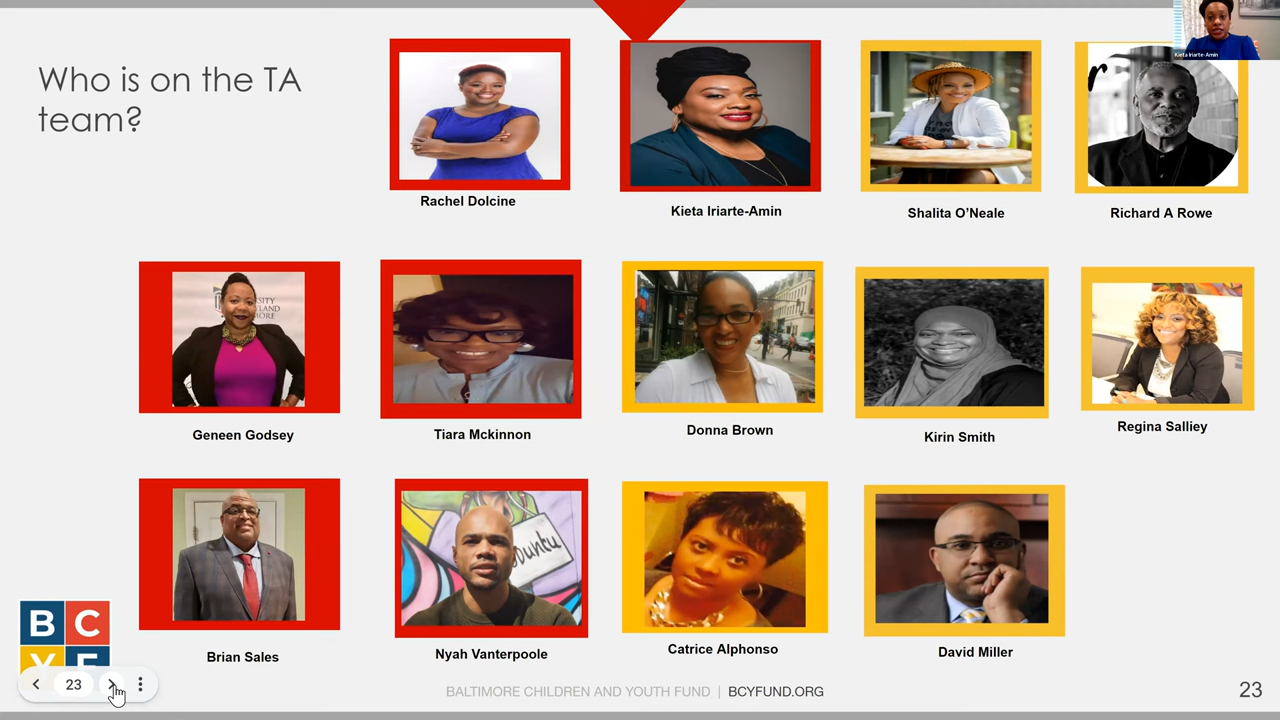 Who is on the TA
team?
Kieta Iriarte-Amin
Rachel Dolcine
Kieta Iriarte-Amin
Shalita O'Neale
Richard A Rowe
Geneen Godsey
Tiara Mckinnon
Donna Brown
Kirin Smith
Regina Salliey
Brian Sales
Nyah Vanterpoole
Catrice Alphonso
David Miller
B C
Y F
23
BALTIMORE CHILDREN AND YOUTH FUND | BCYFUND.ORG
23